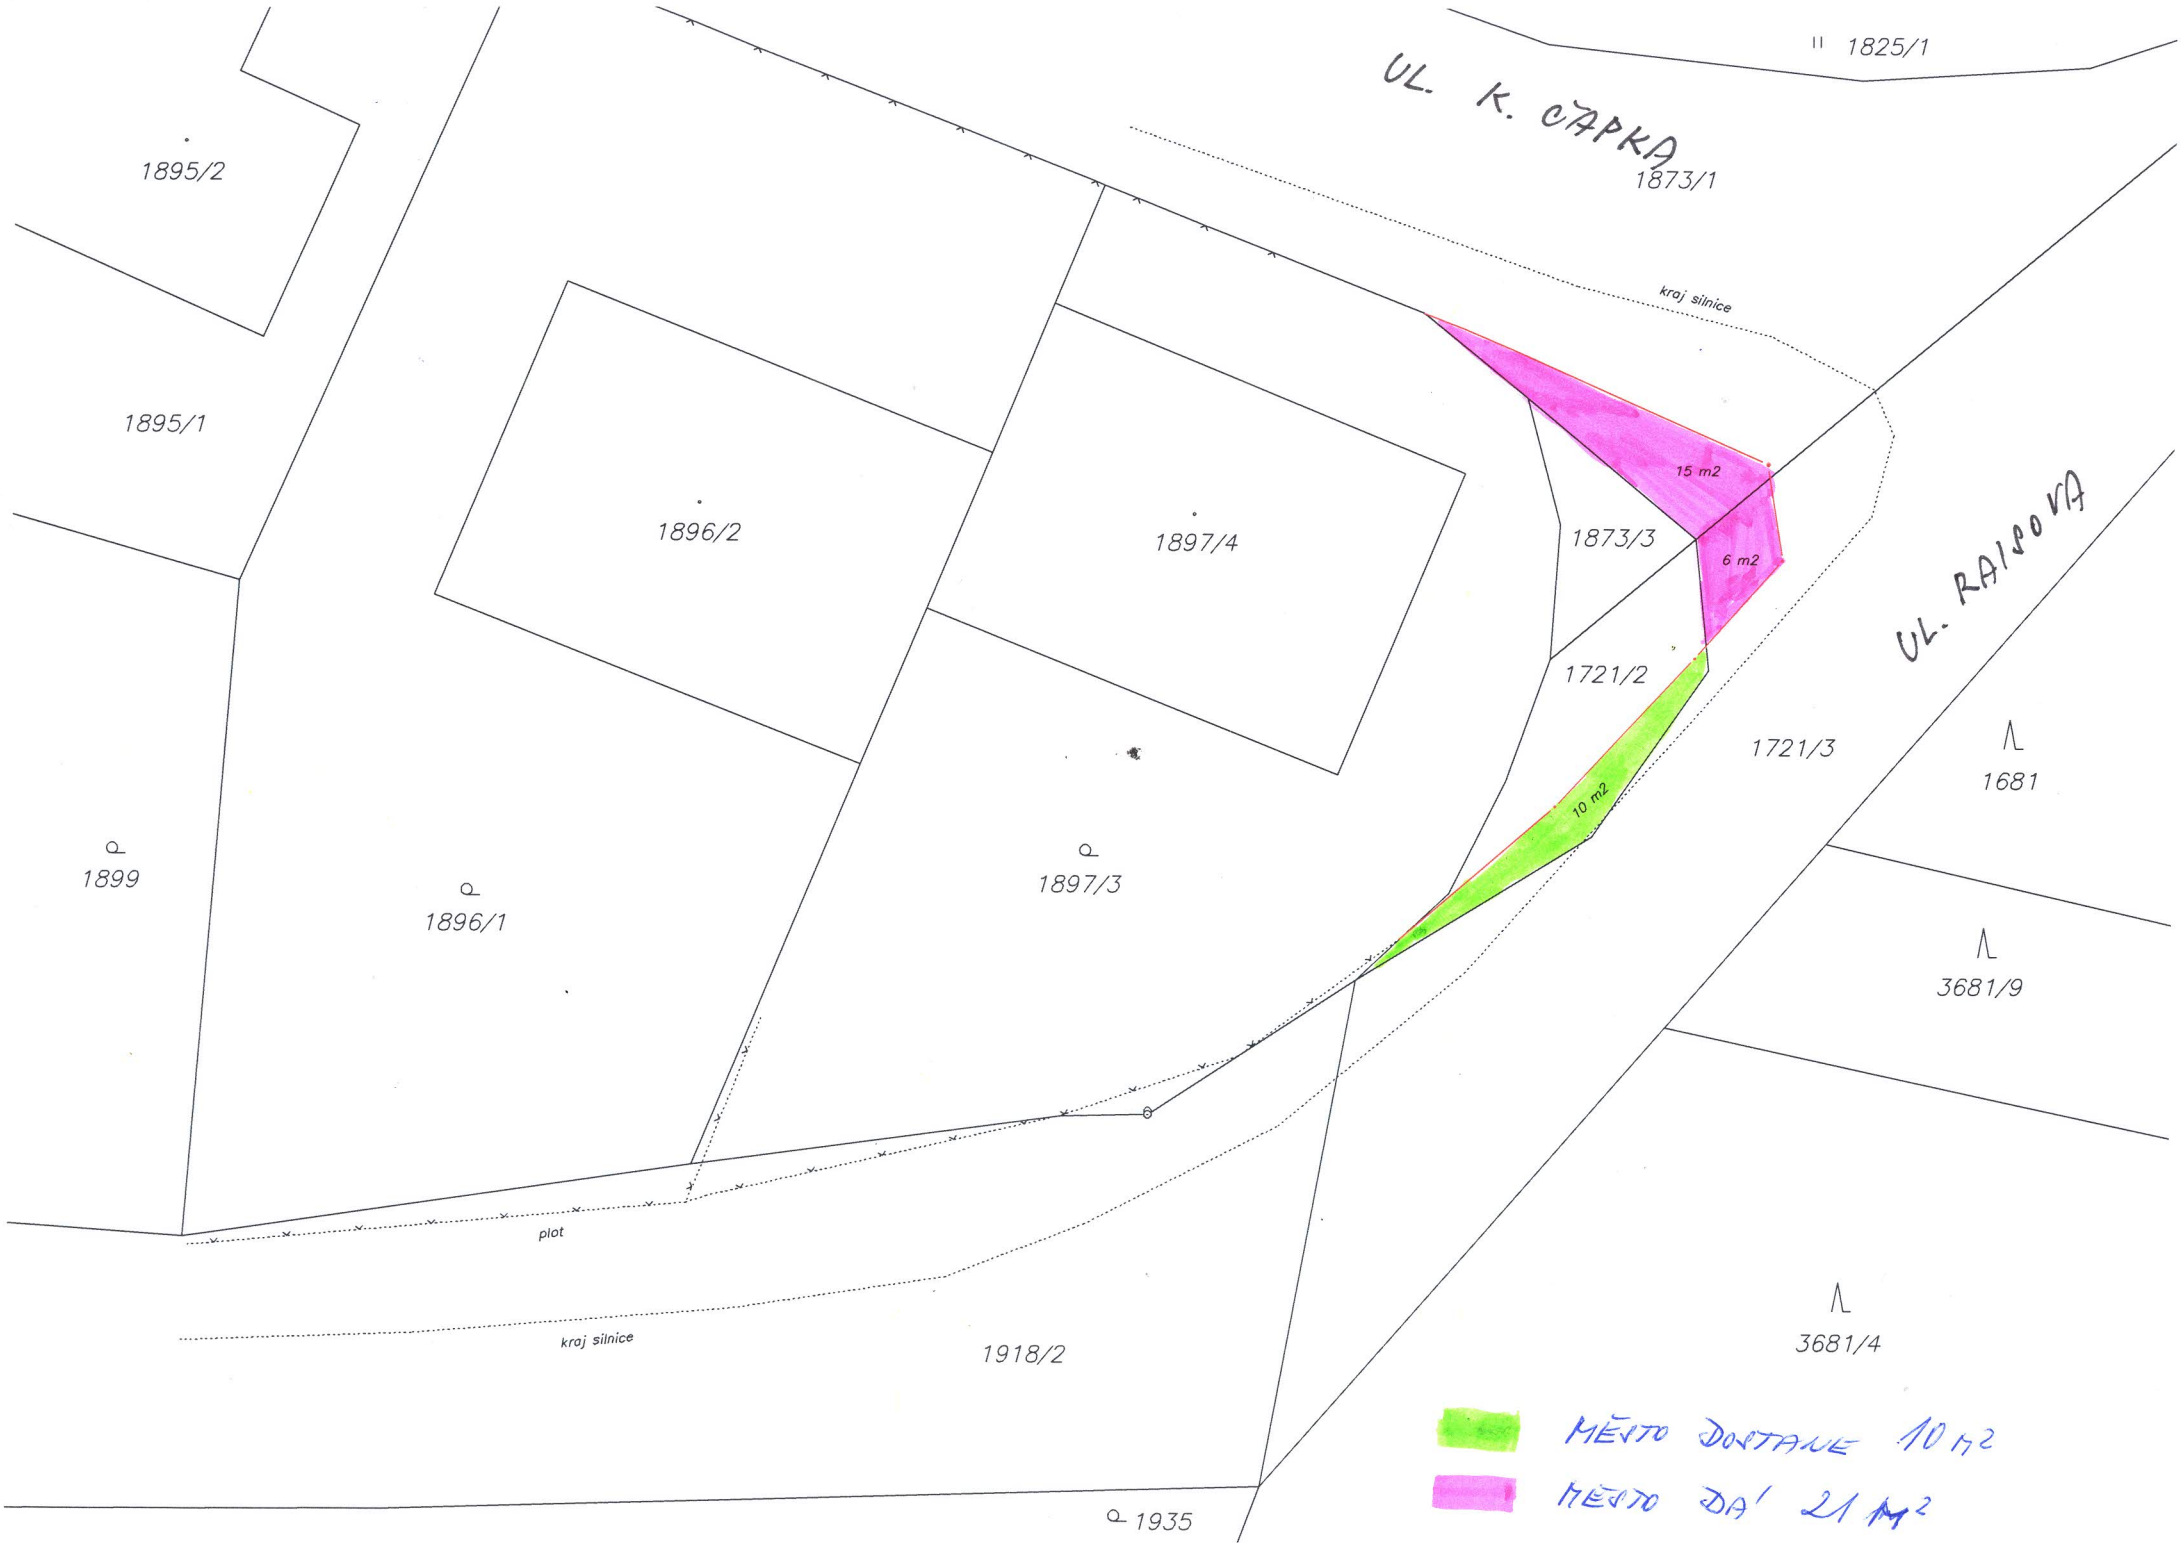 II 1825/1
UL. K. ČAPKA
1873/1
1895/2
kraj silnice
1895/1
15 m2
1896/2
1897/4
1873/3
6 m2
UL. RAISOVA
1721/2
1721/3
1681
10 m2
1899
1896/1
1897/3
3681/9
plot
kraj silnice
1918/2
3681/4
MĚSTO DOSTANE 10 m2
MĚSTO DÁ 21 m2
1935